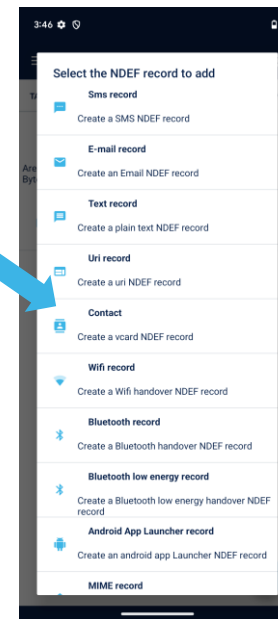 3:46
Select the NDEF record to add
Sms record
Create a SMS NDEF record
E-mail record
Create an Email NDEF record
Text record
Create a plain text NDEF record
Uri record
Create a uri NDEF record
Contact
Create a vcard NDEF record
Wifi record
Create a Wifi handover NDEF record
Bluetooth record
Create a Bluetooth handover NDEF record
Bluetooth low energy record
Create a Bluetooth low energy handover NDEF
record
Android App Launcher record
Create an android app Launcher NDEF record
MIME record